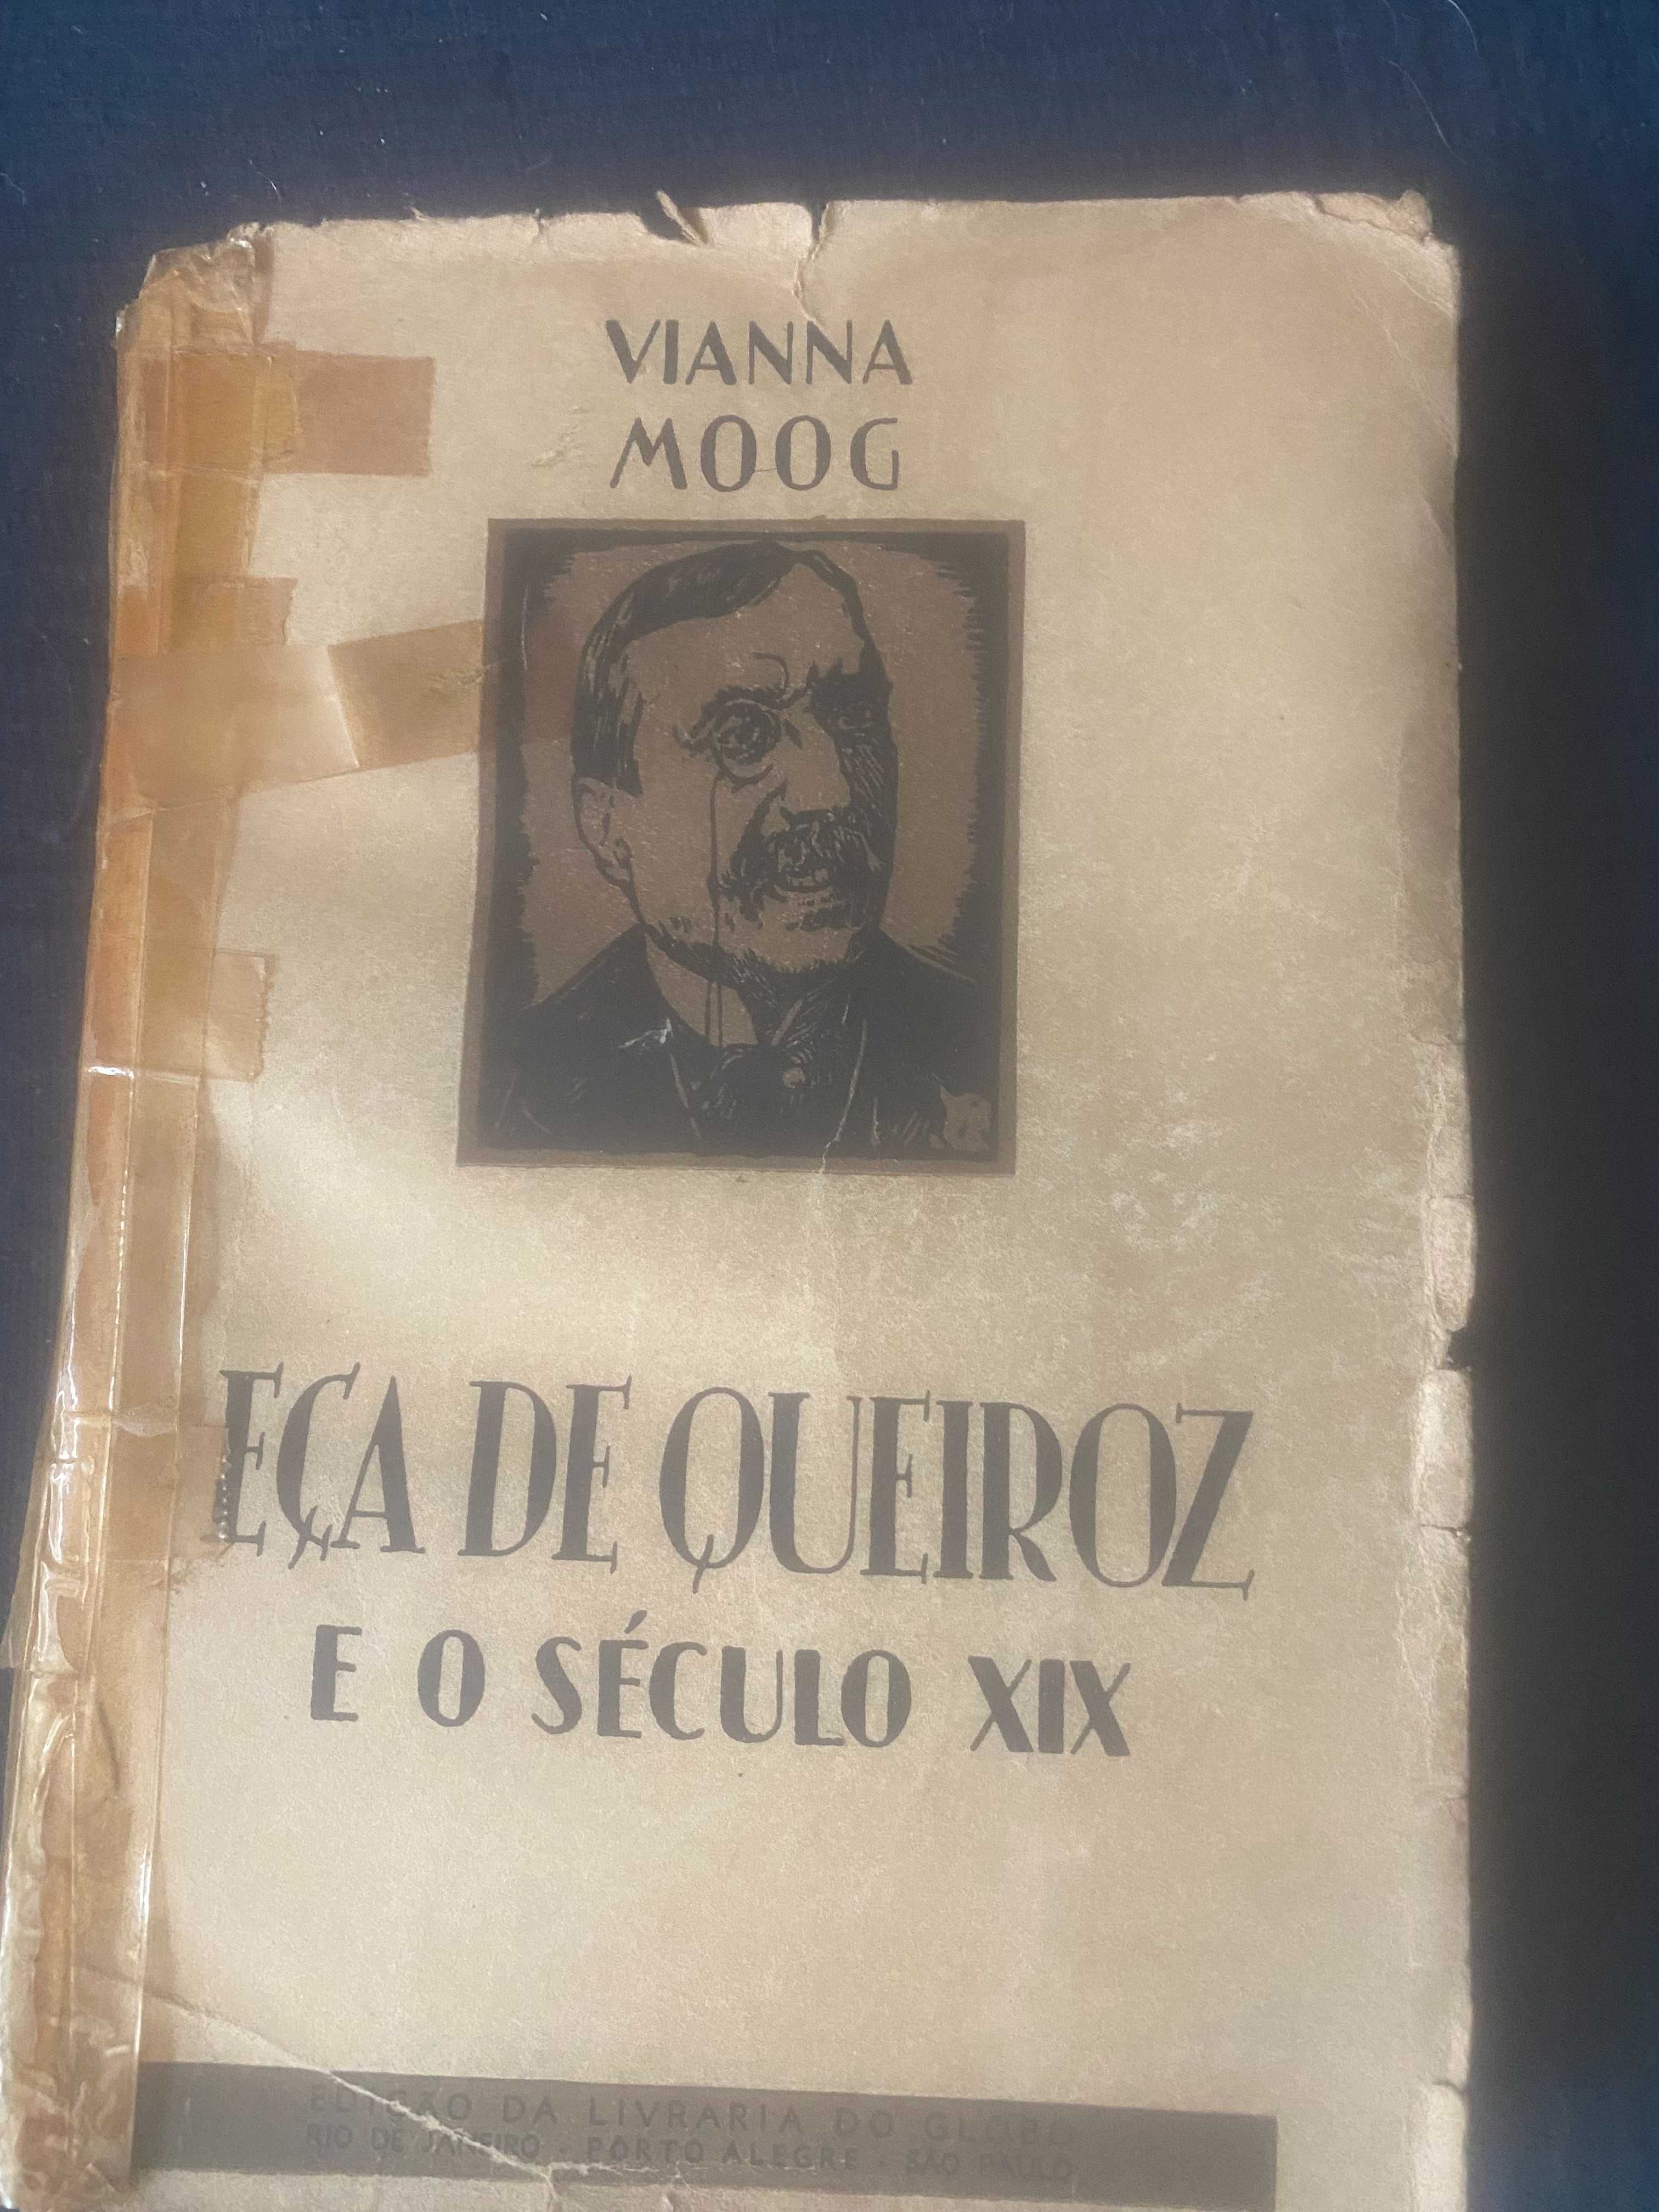 VIANNA
MOOG
EÇA DE QUEIROZ
E O SÉCULO XIX
EDIÇÃO DA LIVRARIA DO GLOBO
RIO DE JANEIRO - PORTO ALEGRE - SÃO PAULO